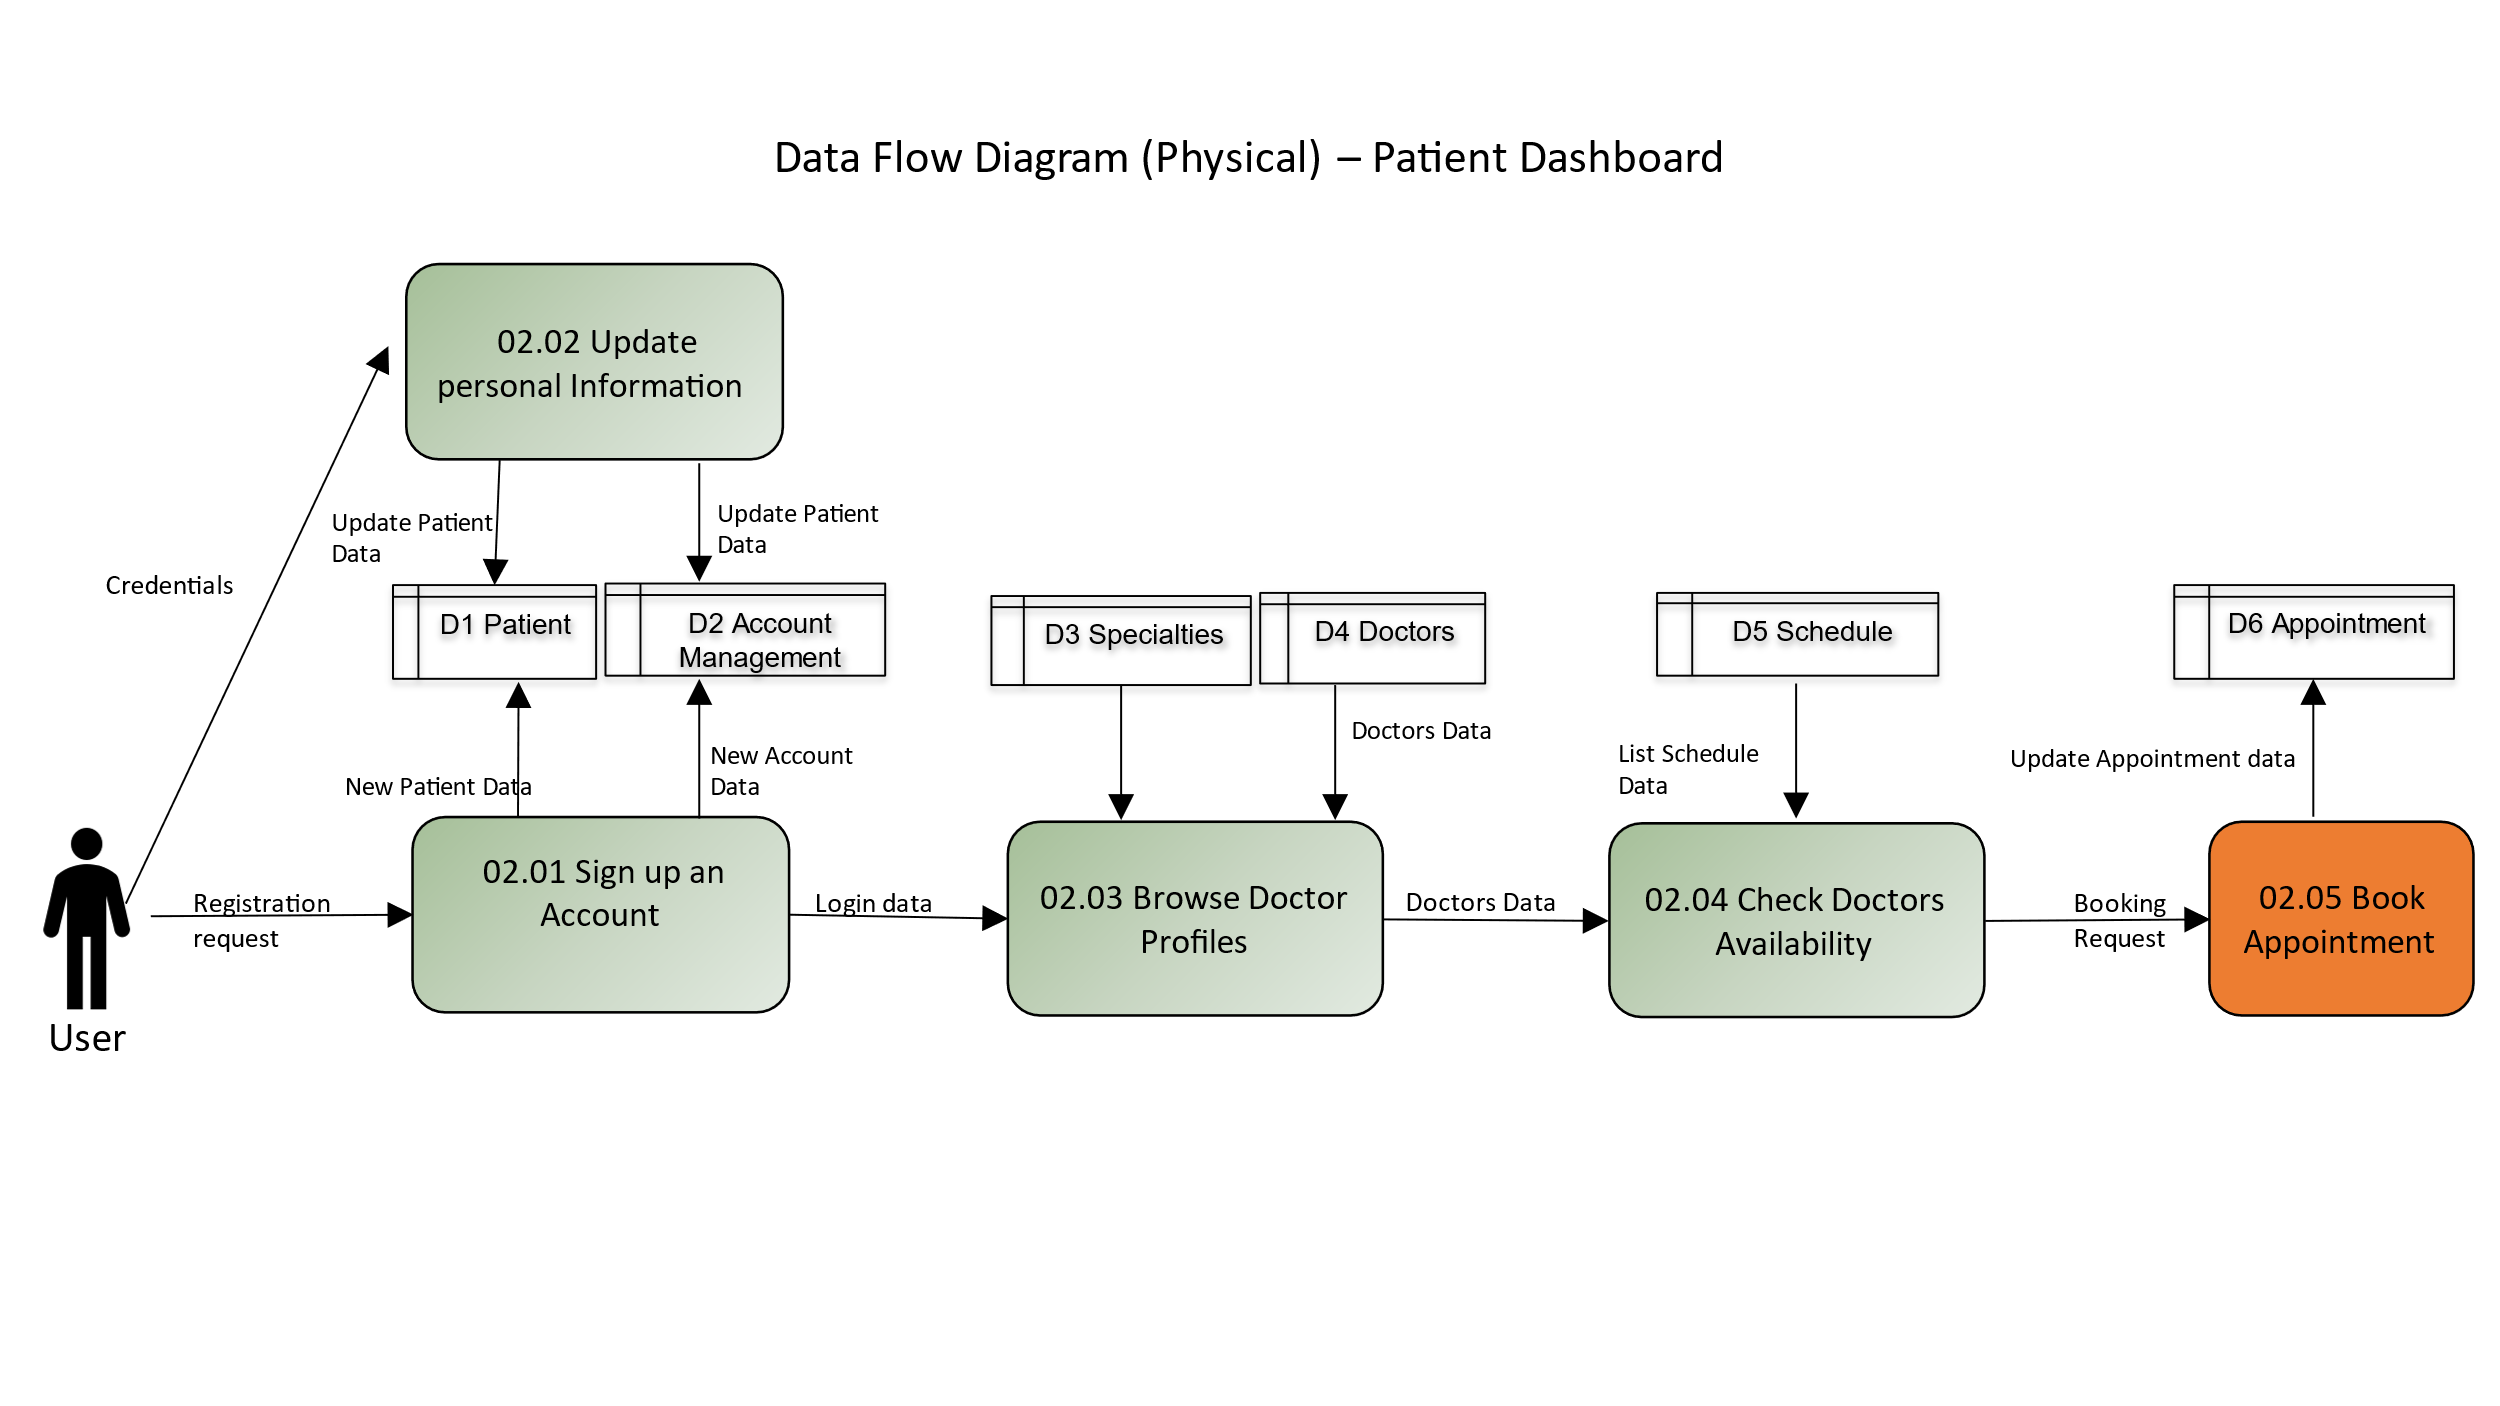 Data Flow Diagram (Physical) – Patient Dashboard
02.02 Update
personal Information
Update Patient
Data
Update Patient
Data
Credentials
D1 Patient
D2 Account
Management
D3 Specialties
D4 Doctors
D5 Schedule
D6 Appointment
New Patient Data
New Account
Data
Doctors Data
List Schedule
Data
Update Appointment data
User
Registration
request
02.01 Sign up an
Account
Login data
02.03 Browse Doctor
Profiles
Doctors Data
02.04 Check Doctors
Availability
Booking
Request
02.05 Book
Appointment